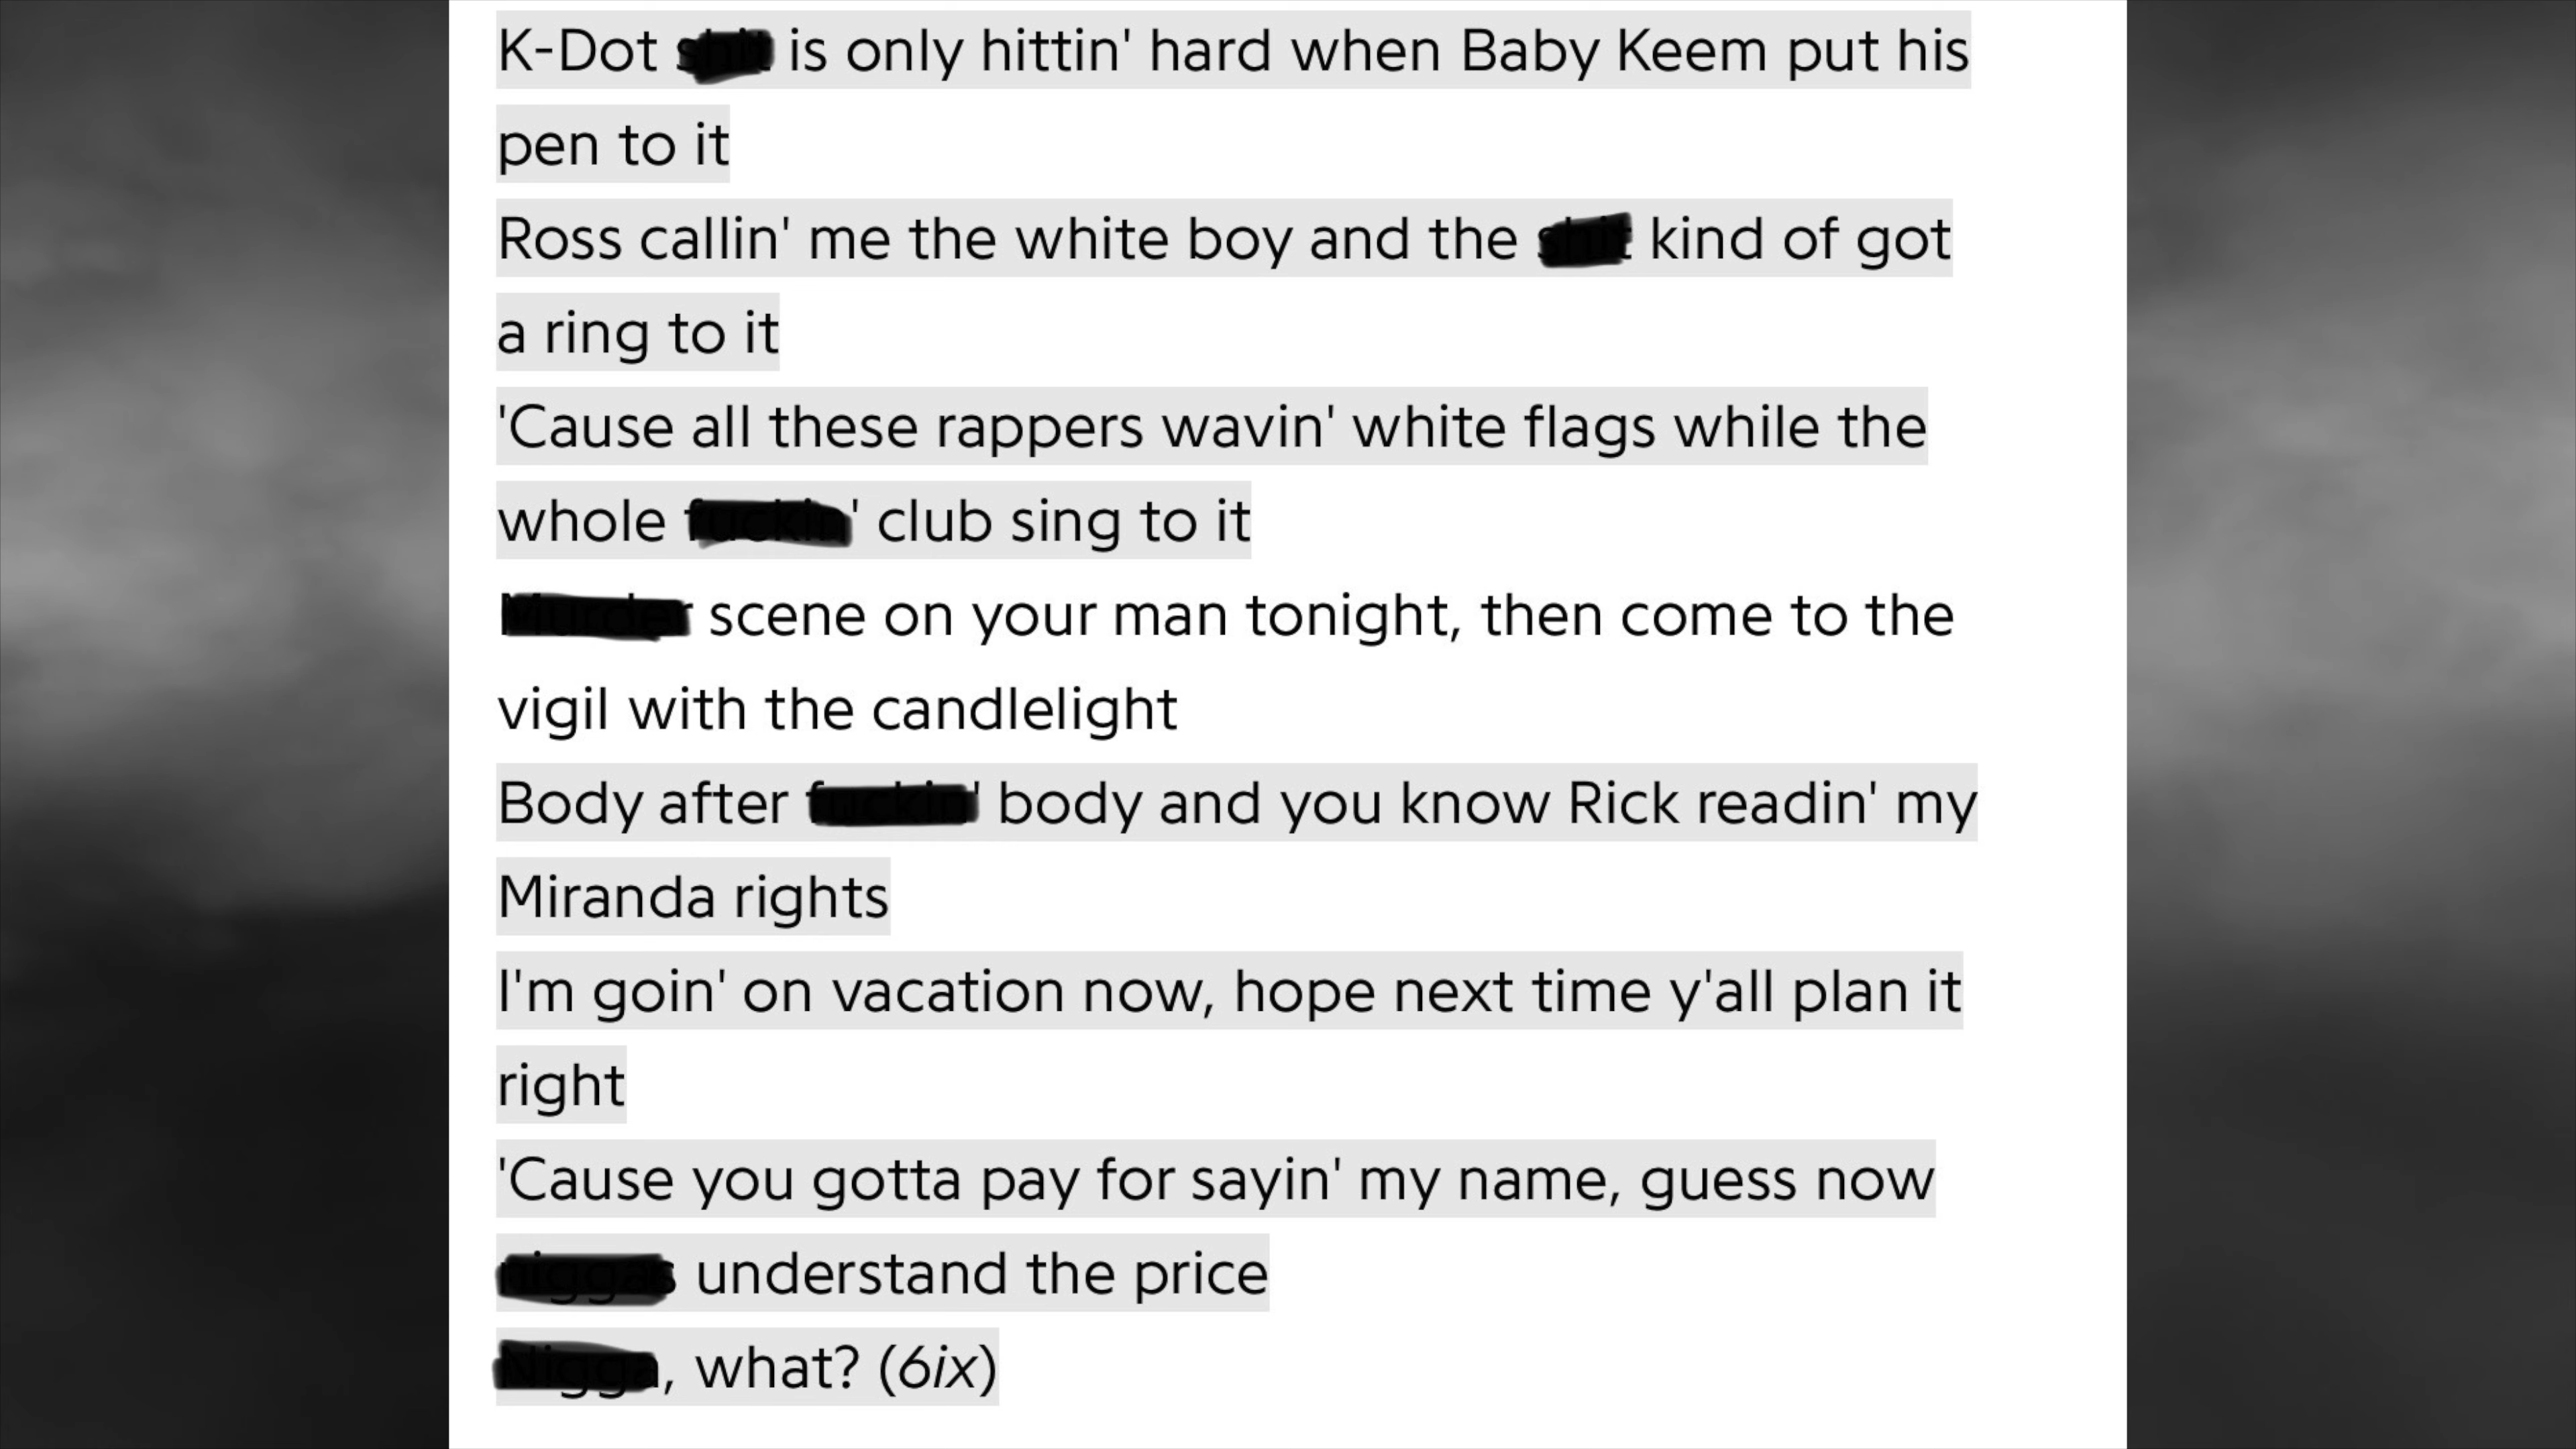 K-Dot is only hittin' hard when Baby Keem put his
pen to it
Ross callin' me the white boy and the kind of got
a ring to it
'Cause all these rappers wavin' white flags while the
whole ' club sing to it
scene on your man tonight, then come to the
vigil with the candlelight
Body after body and you know Rick readin' my
Miranda rights
I'm goin' on vacation now, hope next time y'all plan it
right
'Cause you gotta pay for sayin' my name, guess now
understand the price
, what? (6ix)